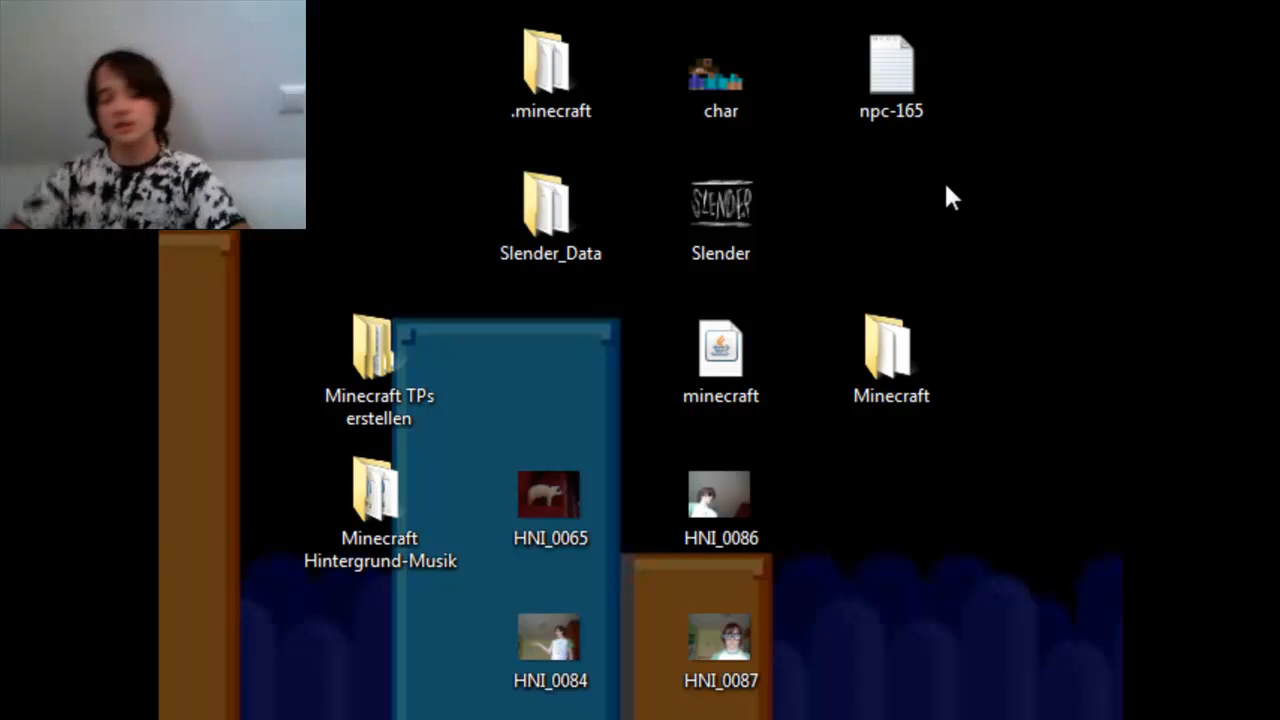 .minecraft
char
npc-165
SLENDER
Slender_Data
Slender
Minecraft TPs
erstellen
minecraft
Minecraft
Minecraft
Hintergrund-Musik
HNI_0065
HNI_0086
HNI_0084
HNI_0087